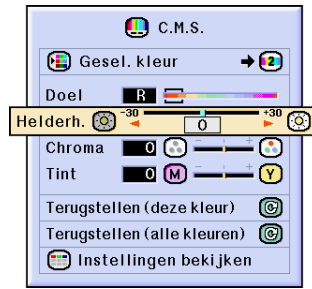 C.M.S.
Gesel. kleur 2
Doel R
Helderh. -30 0 +30
Chroma 0 - +
Tint 0 M - + Y
Terugstellen (deze kleur)
Terugstellen (alle kleuren)
Instellingen bekijken